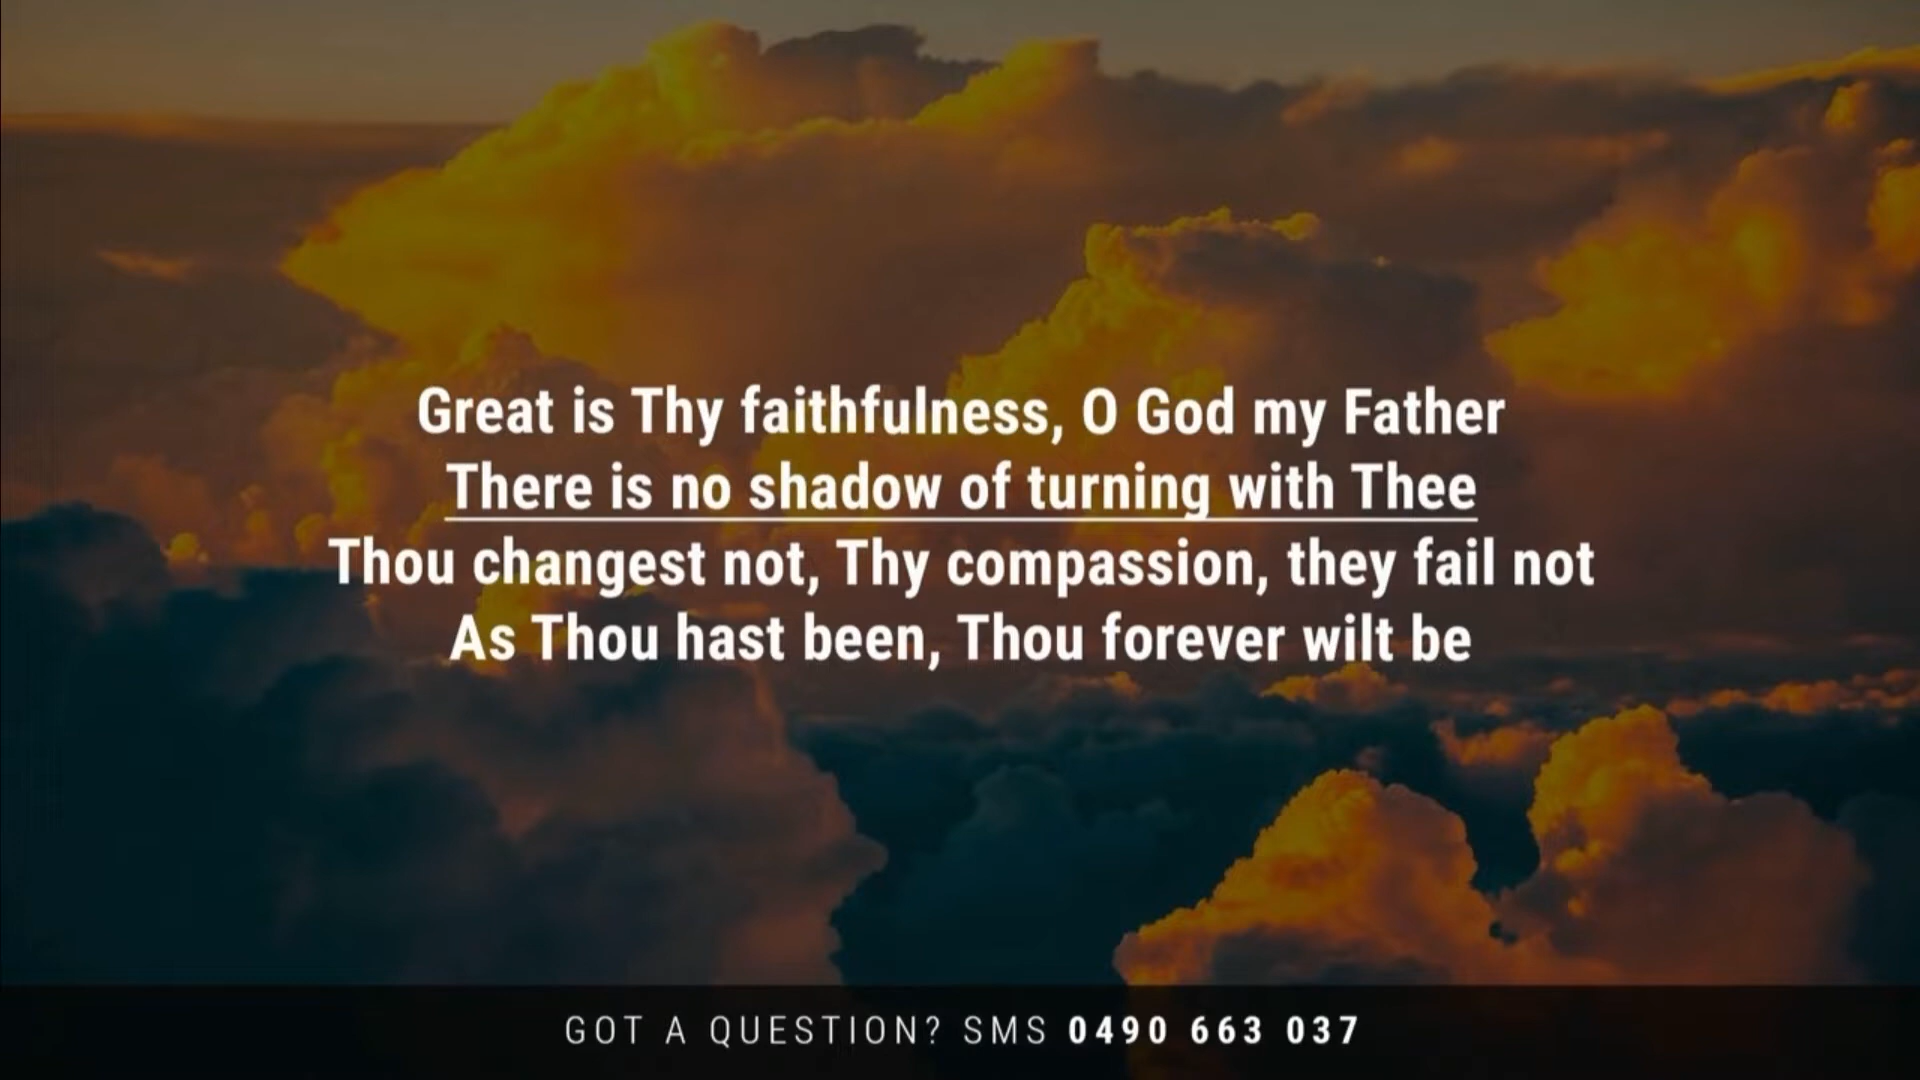 Great is Thy faithfulness, O God my Father
There is no shadow of turning with Thee
Thou changest not, Thy compassion, they fail not
As Thou hast been, Thou forever wilt be
GOT A QUESTION? SMS 0490 663 037